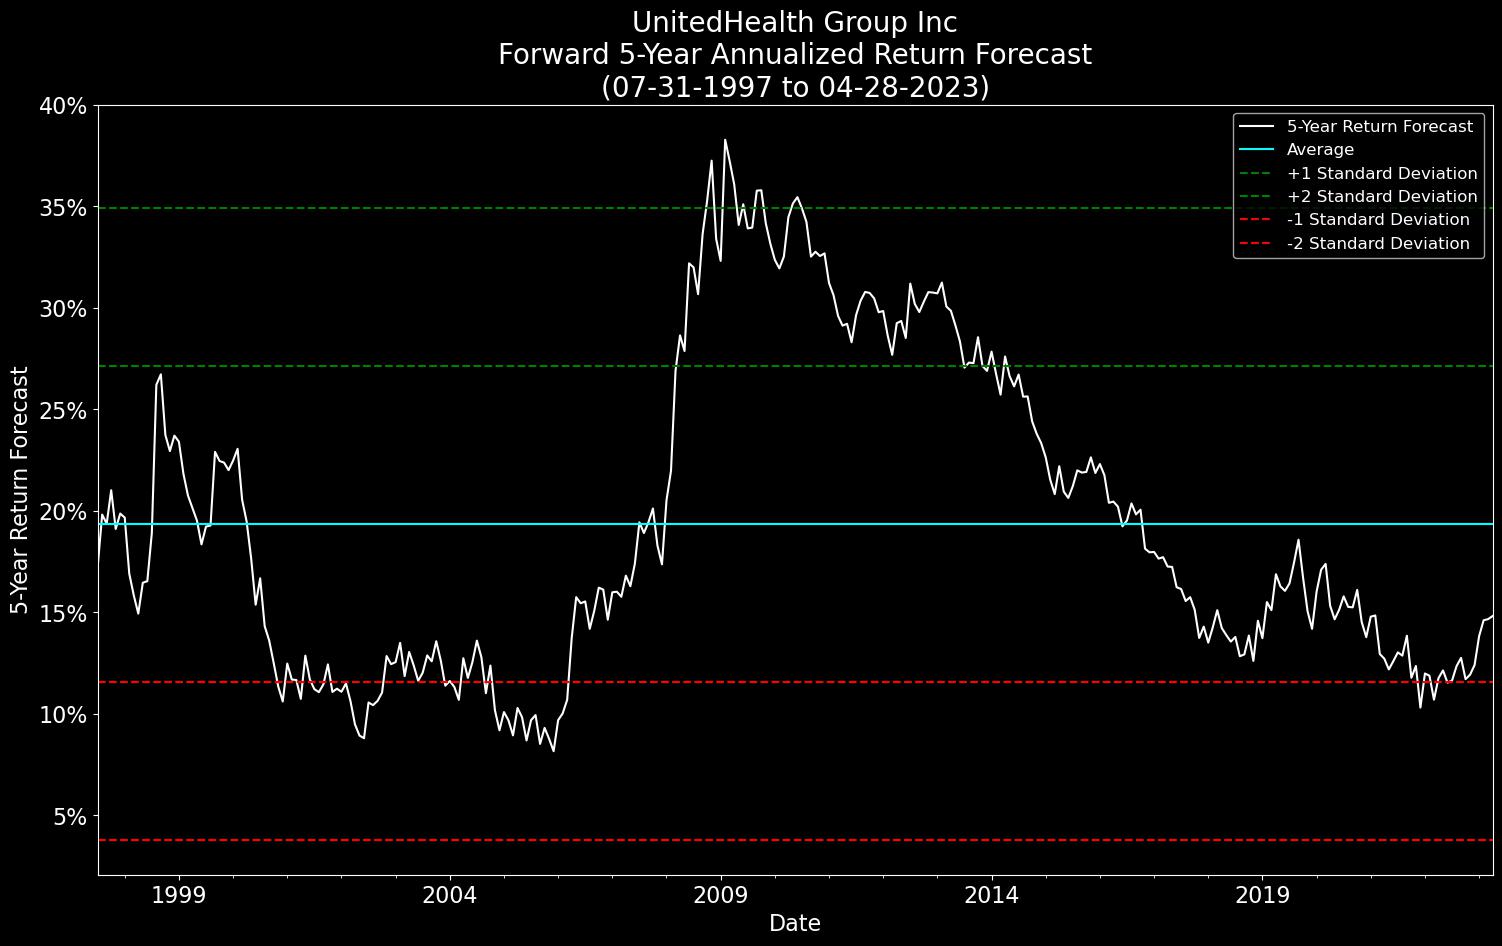 UnitedHealth Group Inc
Forward 5-Year Annualized Return Forecast
(07-31-1997 to 04-28-2023)
40%
35%
30%
25%
20%
15%
10%
5%
5-Year Return Forecast
5-Year Return Forecast
Average
+1 Standard Deviation
+2 Standard Deviation
-1 Standard Deviation
-2 Standard Deviation
1999
2004
2009
2014
2019
Date